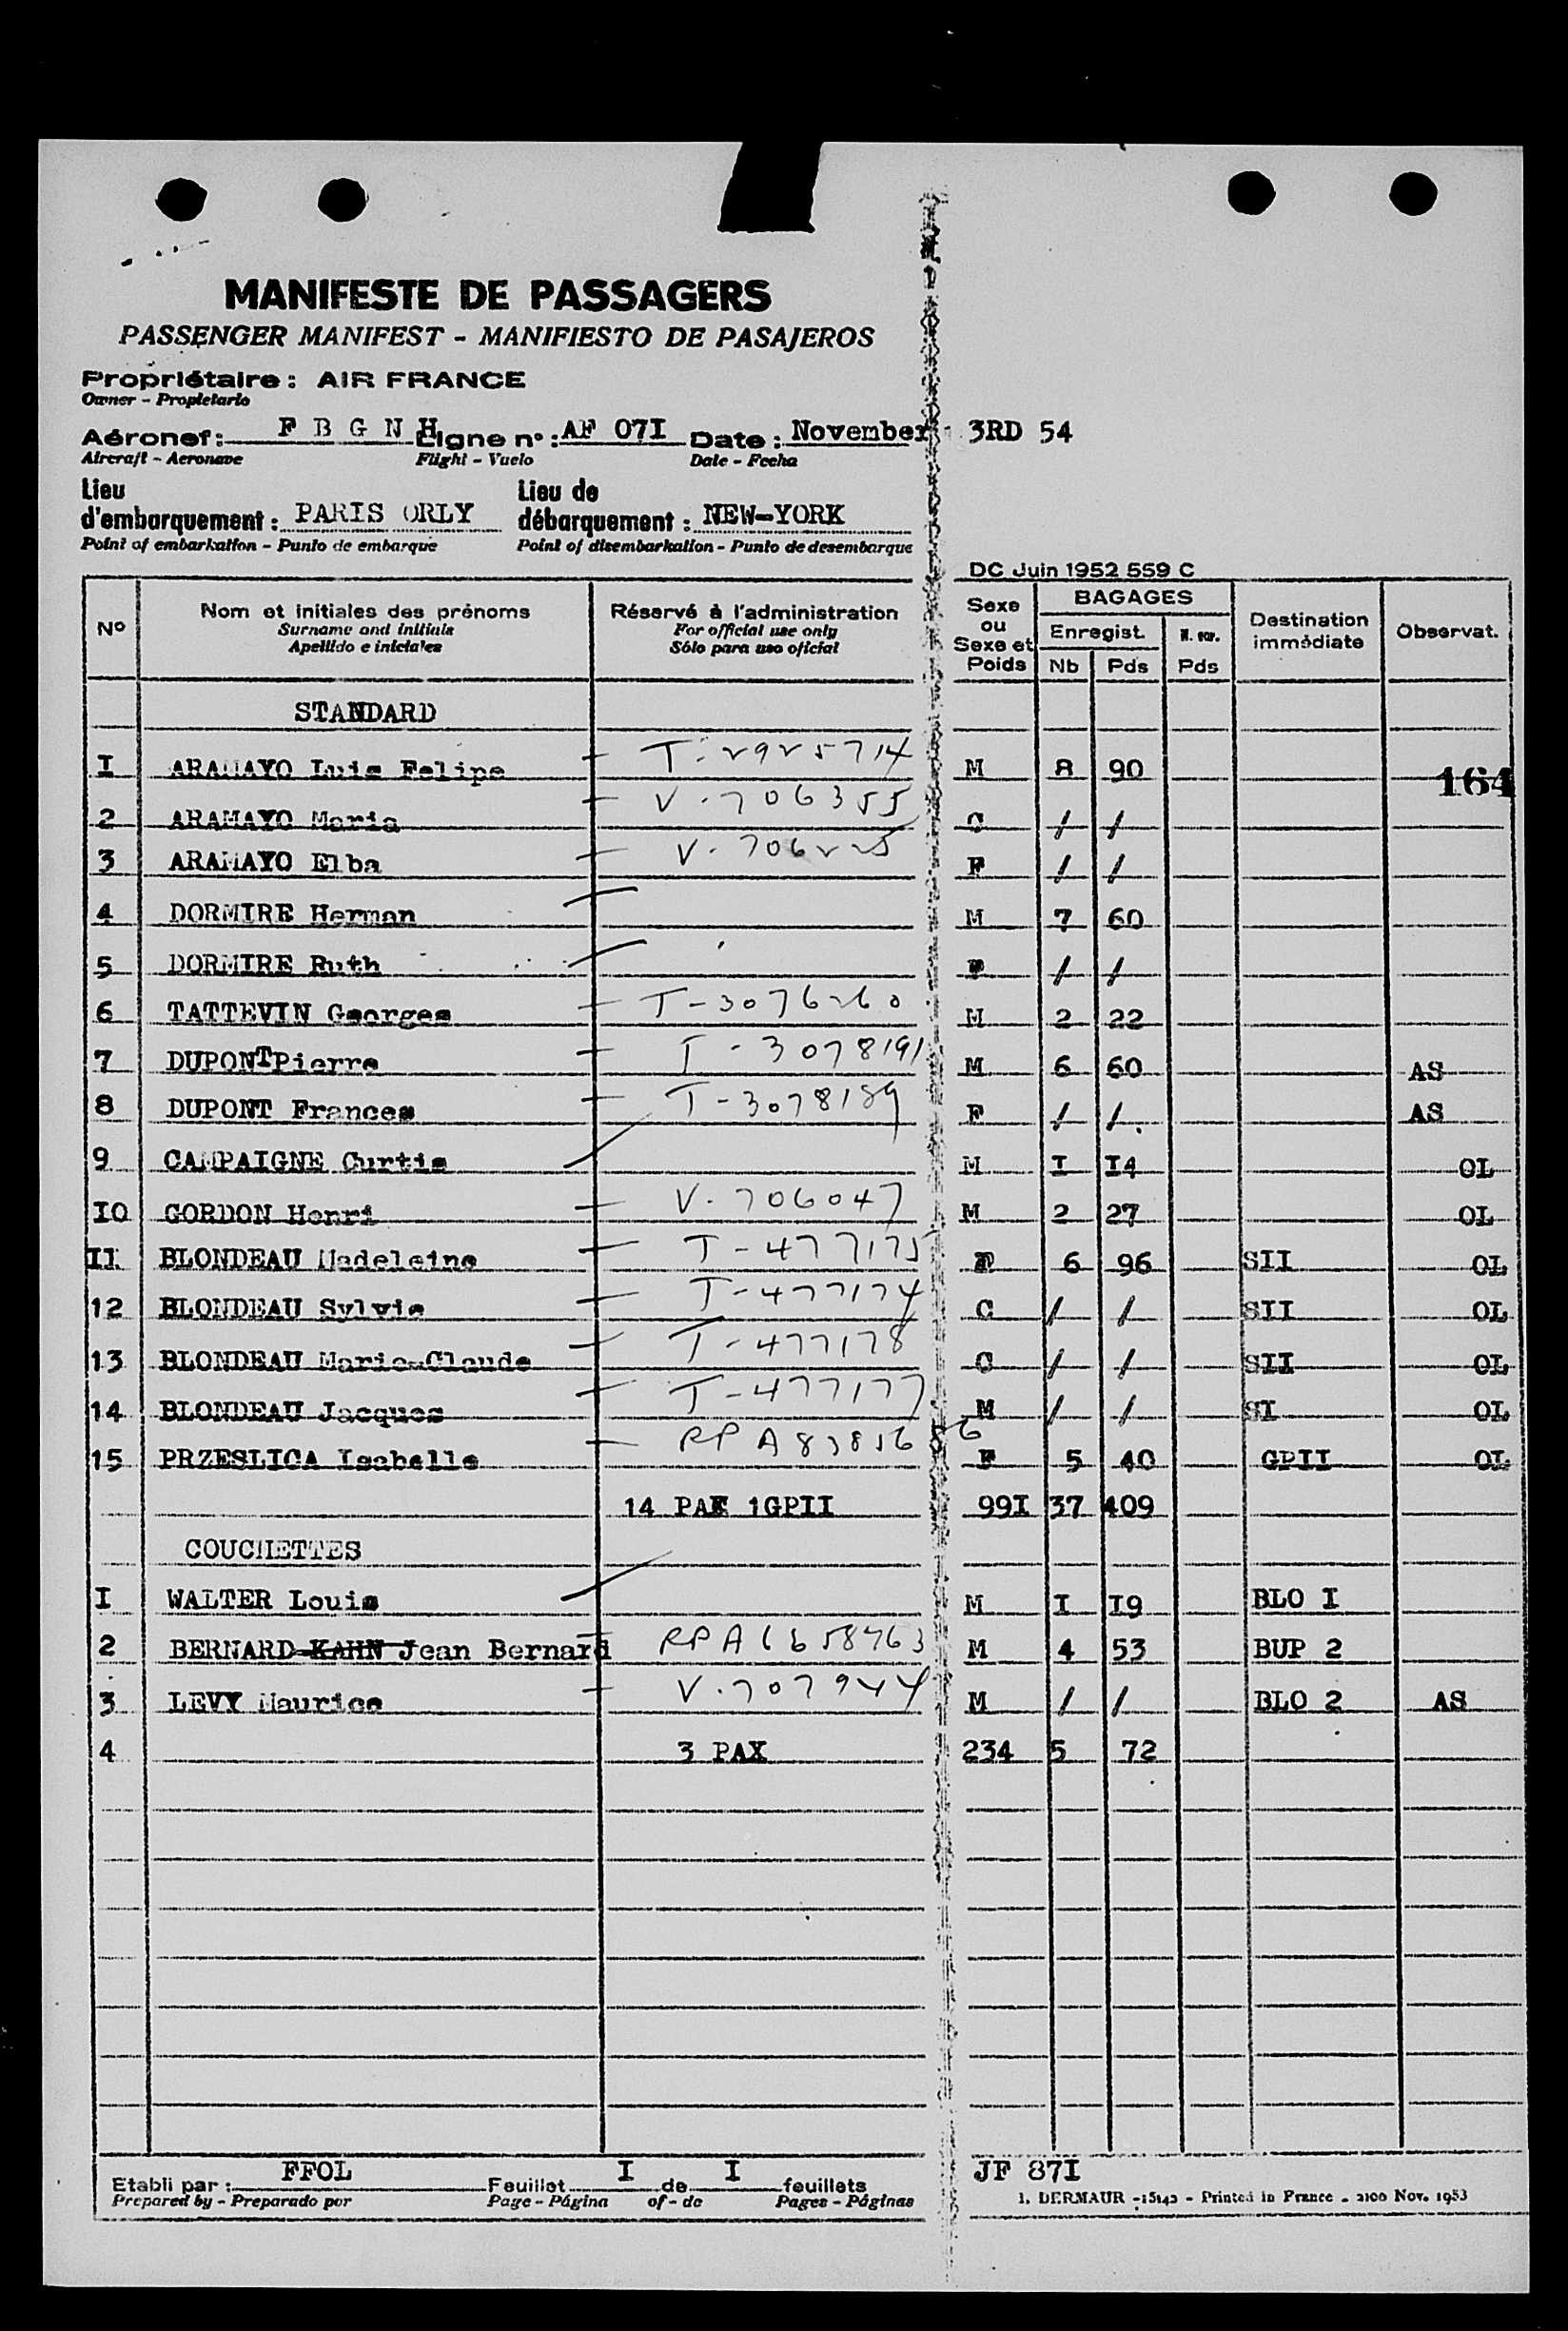 MANIFESTE DE PASSAGERS
PASSENGER MANIFEST - MANIFIESTO DE PASAJEROS
Propriétaire : AIR FRANCE
Owner - Propietario
Aéronef : F B G N H Ligne n° : AF 07I Date : November 3RD 54
Aircraft - Aeronave Flight - Vuelo Date - Fecha
Lieu d'embarquement : PARIS ORLY Lieu de débarquement : NEW-YORK
Point of embarkation - Punto de embarque Point of disembarkation - Punto de desembarque
DC Juin 1952 559 C
N° Nom et initiales des prénoms Réservé à l'administration Sexe ou Sexe et Poids BAGAGES Destination immédiate Observat.
Surname and initials For official use only Enregist.
Apellido e iniciales Sólo para uso oficial Nb Pds Pds
STANDARD
I ARAMAYO Luis Felipe T-2925714 M 8 90
164
2 ARAMAYO Maria V-706355 C / /
3 ARAMAYO Elba V-706225 F / /
4 DORMIRE Herman M 7 60
5 DORMIRE Ruth F / /
6 TATTEVIN Georges T-3076260 M 2 22
7 DUPONT Pierre T-3078191 M 6 60 AS
8 DUPONT Frances T-3078189 F / / AS
9 CAMPAIGNE Curtis M I I4 OL
IO GORDON Henri V-706047 M 2 27 OL
II BLONDEAU Madeleine T-477175 F 6 96 SII OL
12 BLONDEAU Sylvie T-477174 C / / SII OL
13 BLONDEAU Marie-Claude T-477178 C / / SII OL
14 BLONDEAU Jacques T-477177 M / / SI OL
15 PRZESLICA Isabelle RPA F 5 40 GPII OL
14 PAX 1GPII 99I 37 409
COUCHETTES
I WALTER Louis M I I9 BLO I
2 BERNARD KAHN Jean Bernard RPA M 4 53 BUP 2
3 LEVY Maurice V-707944 M / / BLO 2 AS
4 3 PAX 234 5 72
Etabli par : FFOL Feuillet I de I feuillets JF 87I
Prepared by - Preparado por Page - Página of - de Pages - Páginas 1. DERMAUR - 15142 - Printed in France - 2100 Nov. 1953